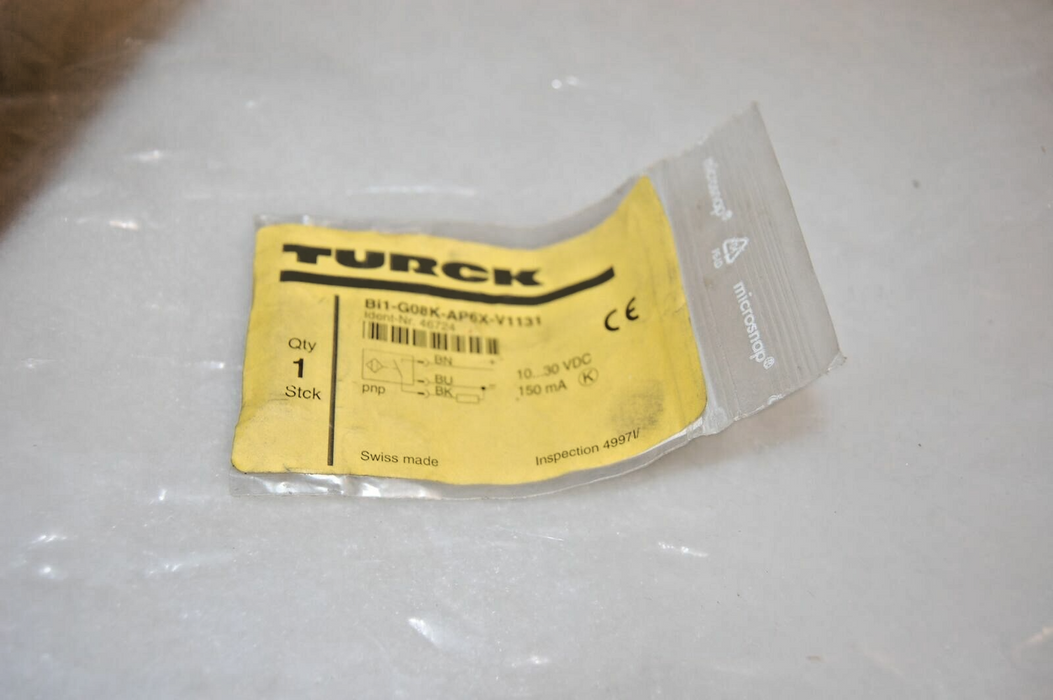 TURCK
Bi1-G08K-AP6X-V1131
Ident-Nr. 46724
CE
Qty
1
Stck
BN
+
BU
−
BK
pnp
10...30 VDC
150 mA K
Swiss made
Inspection 4997I/
microsnap®
microsnap®